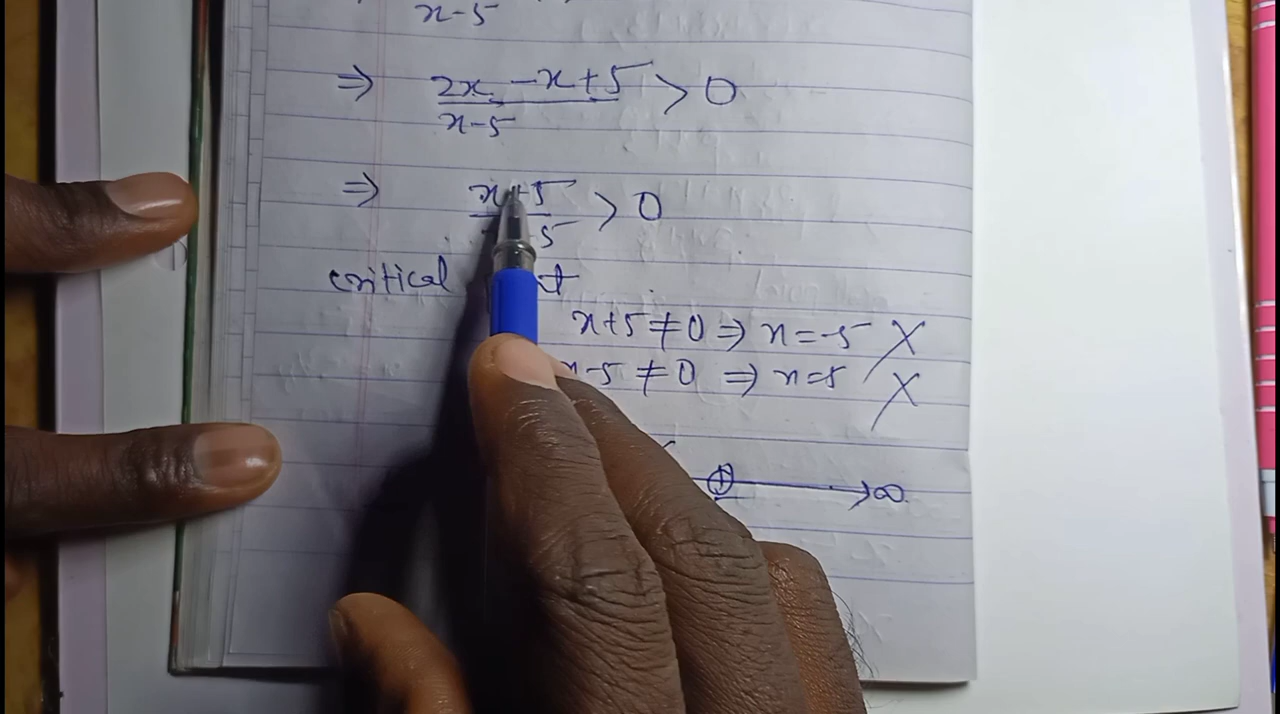 x-5
⇒ 2x-x+5 > 0
x-5
⇒ x+5 > 0
-5
critical
x+5≠0 ⇒ x=-5 X
x-5≠0 ⇒ x=5 X
+ ∞